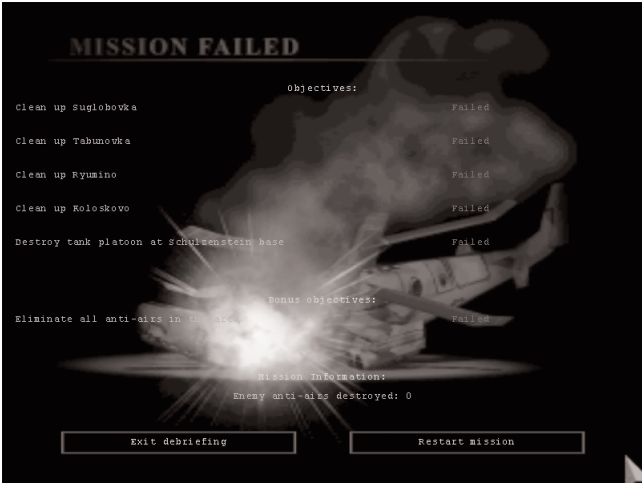 MISSION FAILED
Objectives:
Clean up Suglobovka Failed
Clean up Tabunovka Failed
Clean up Ryumino Failed
Clean up Koloskovo Failed
Destroy tank platoon at Schulzenstein base Failed
Bonus objectives:
Eliminate all anti-airs in Failed
Mission Information:
Enemy anti-airs destroyed: 0
Exit debriefing Restart mission